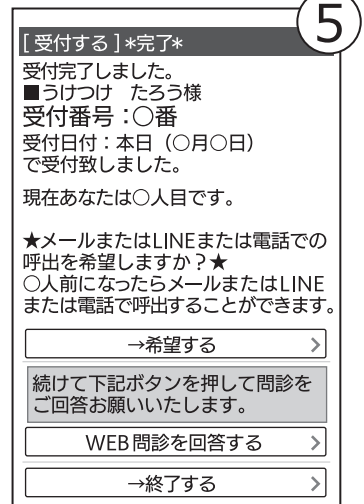 ⑤
[受付する]*完了*
受付完了しました。
■うけつけ たろう様
受付番号：〇番
受付日付：本日（〇月〇日）
で受付致しました。
現在あなたは〇人目です。
★メールまたはLINEまたは電話での
呼出を希望しますか？★
〇人前になったらメールまたはLINE
または電話で呼出することができます。
→希望する >
続けて下記ボタンを押して問診を
ご回答お願いいたします。
WEB問診を回答する >
→終了する >